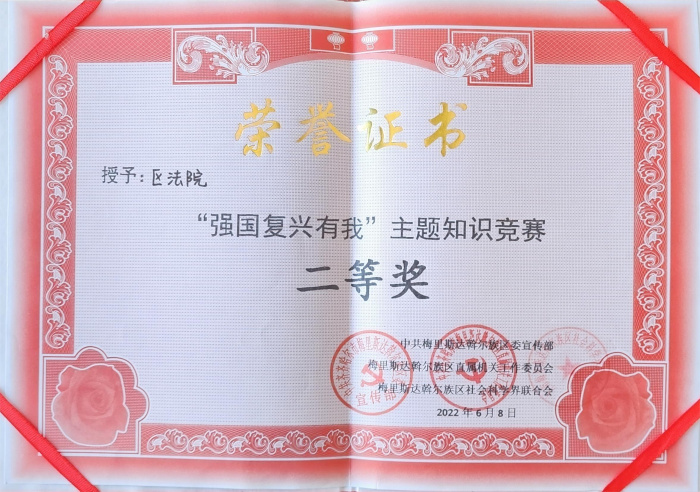 荣誉证书
授予：区法院
“强国复兴有我”主题知识竞赛
二等奖
中共梅里斯达斡尔族区委宣传部
梅里斯达斡尔族区直属机关工作委员会
梅里斯达斡尔族区社会科学界联合会
2022年6月8日
宣传部